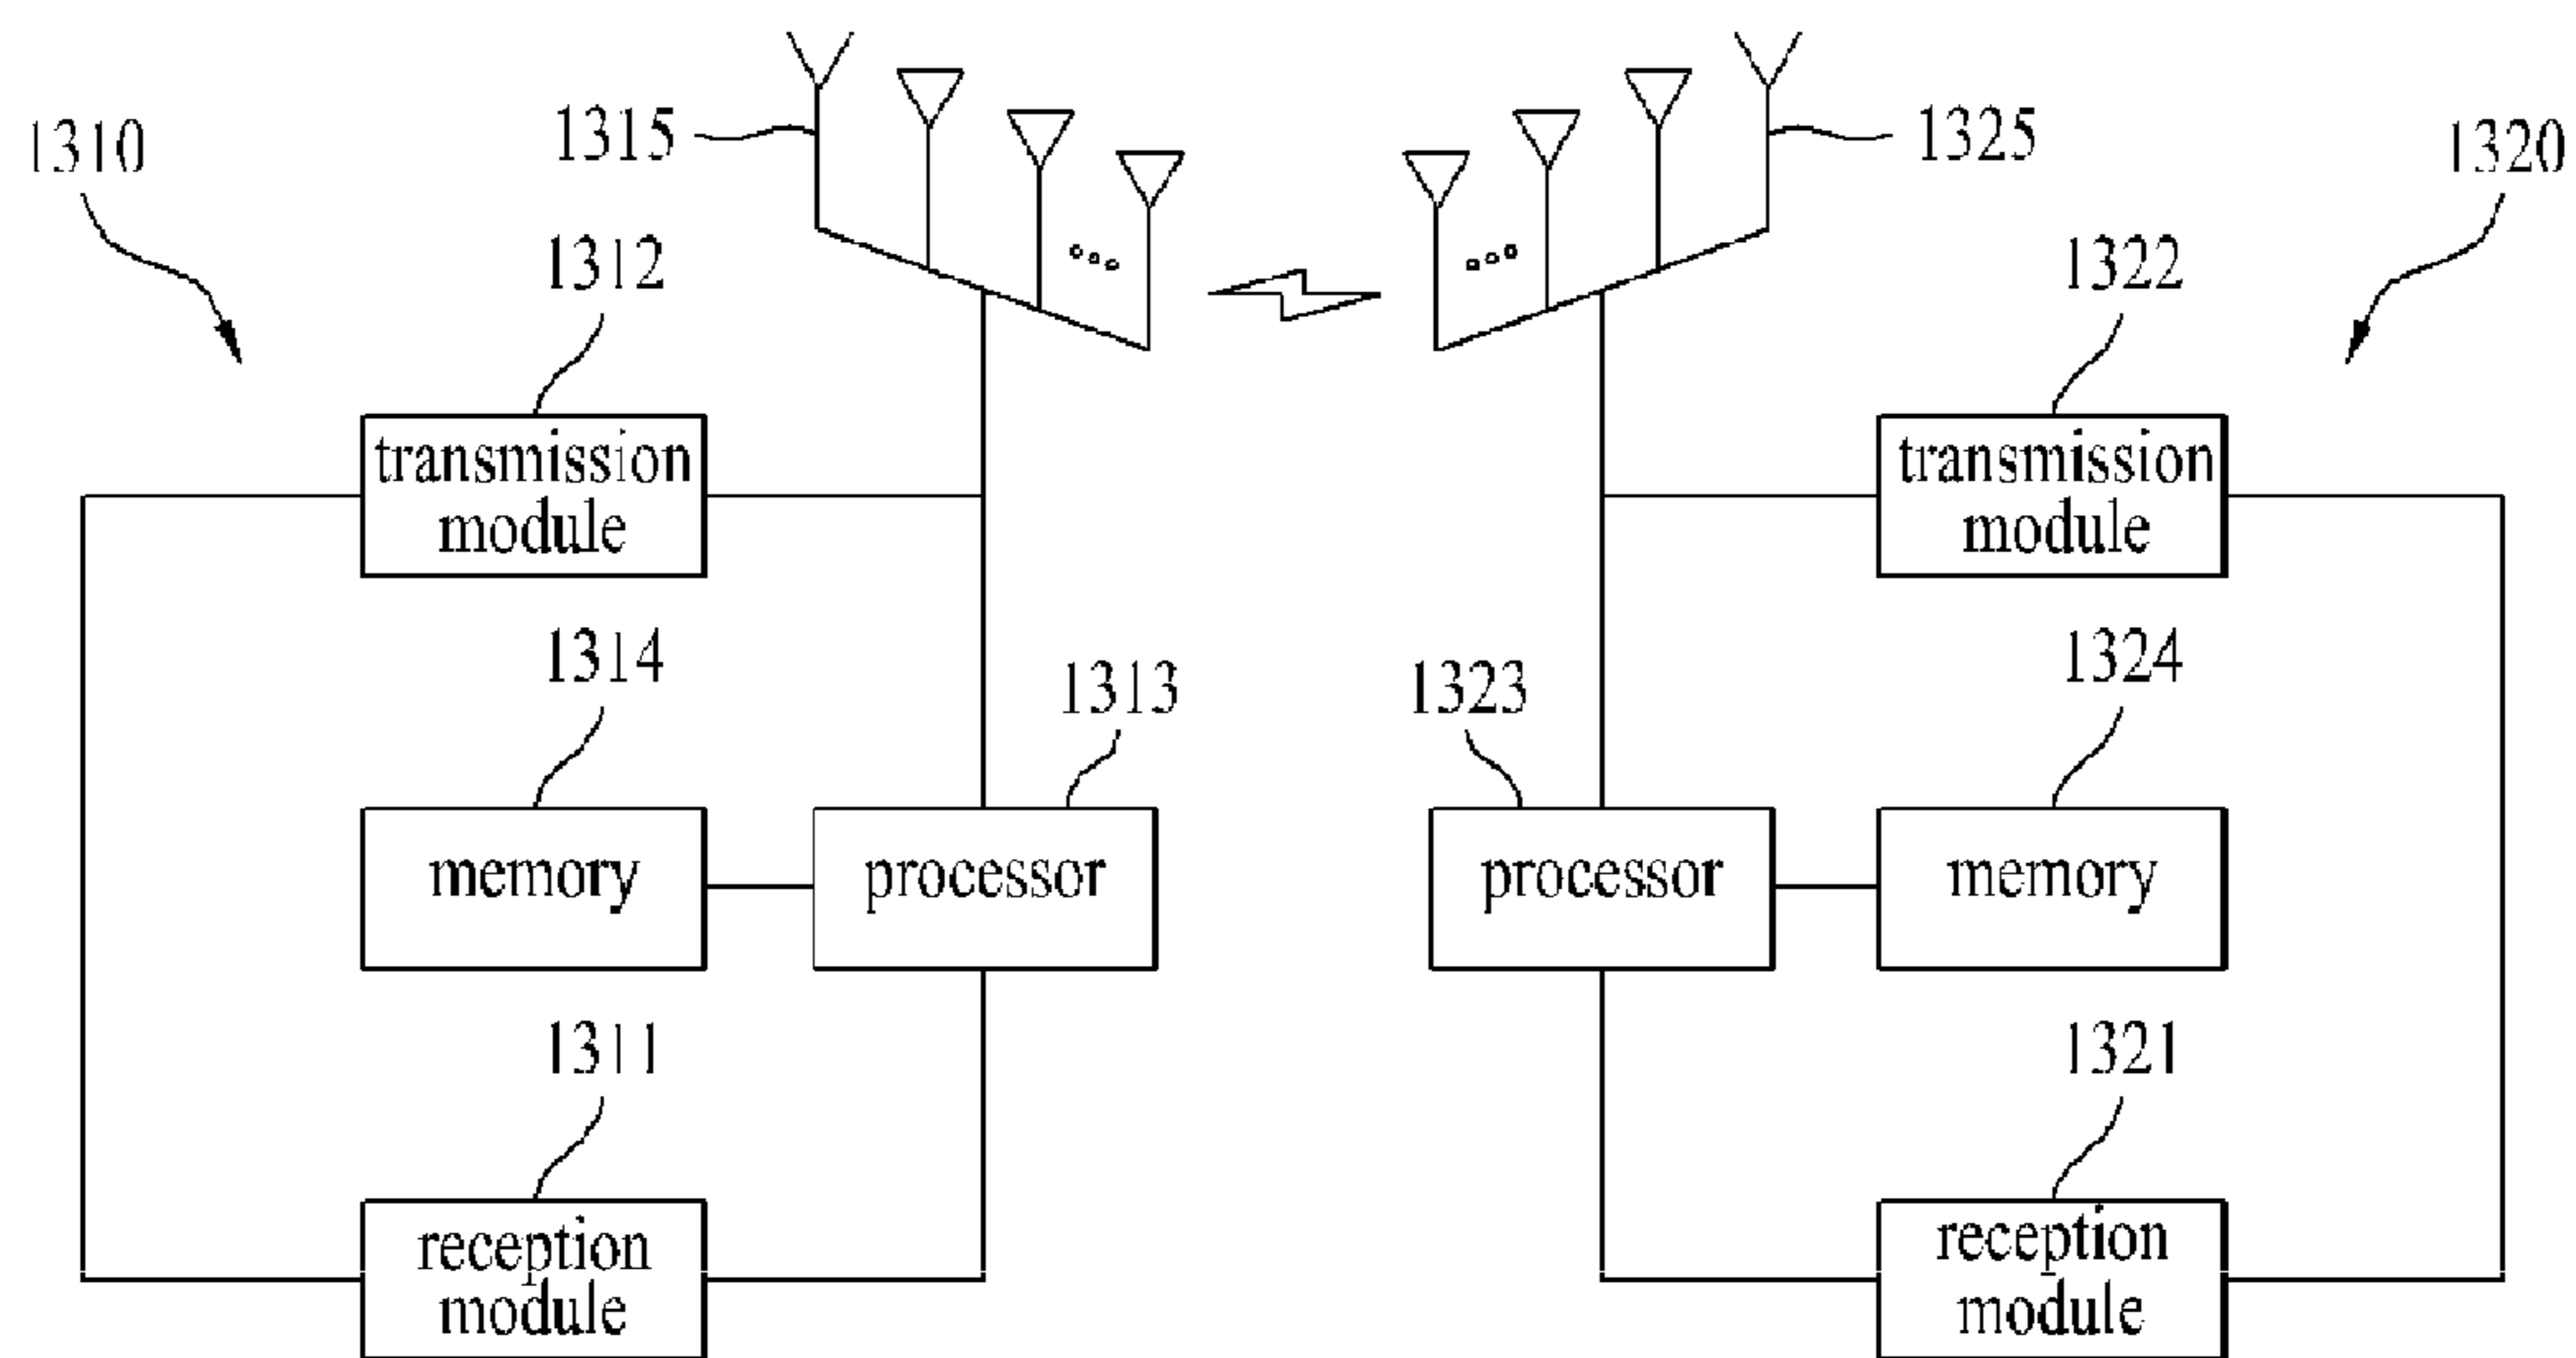 1315
1325
1310
1320
1312
1322
transmission
module
transmission
module
1314
1313
1323
1324
memory
processor
processor
memory
1311
1321
reception
module
reception
module